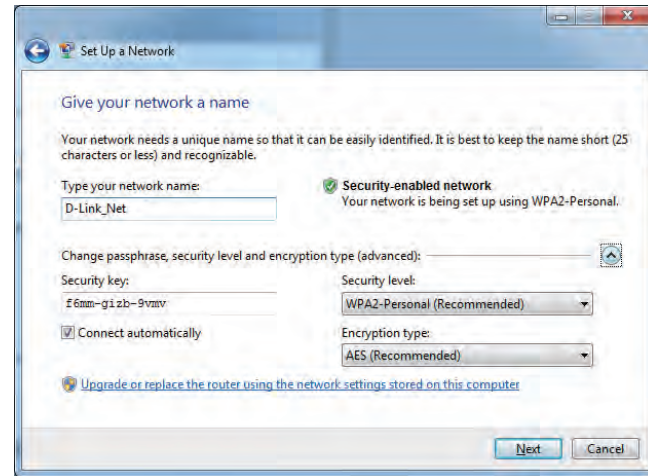 Set Up a Network
Give your network a name
Your network needs a unique name so that it can be easily identified. It is best to keep the name short (25
characters or less) and recognizable.
Type your network name:
Security-enabled network
Your network is being set up using WPA2-Personal.
D-Link_Net
Change passphrase, security level and encryption type (advanced):
Security key:
Security level:
f6mm-gizb-9vmv
WPA2-Personal (Recommended)
Connect automatically
Encryption type:
AES (Recommended)
Upgrade or replace the router using the network settings stored on this computer
Next
Cancel